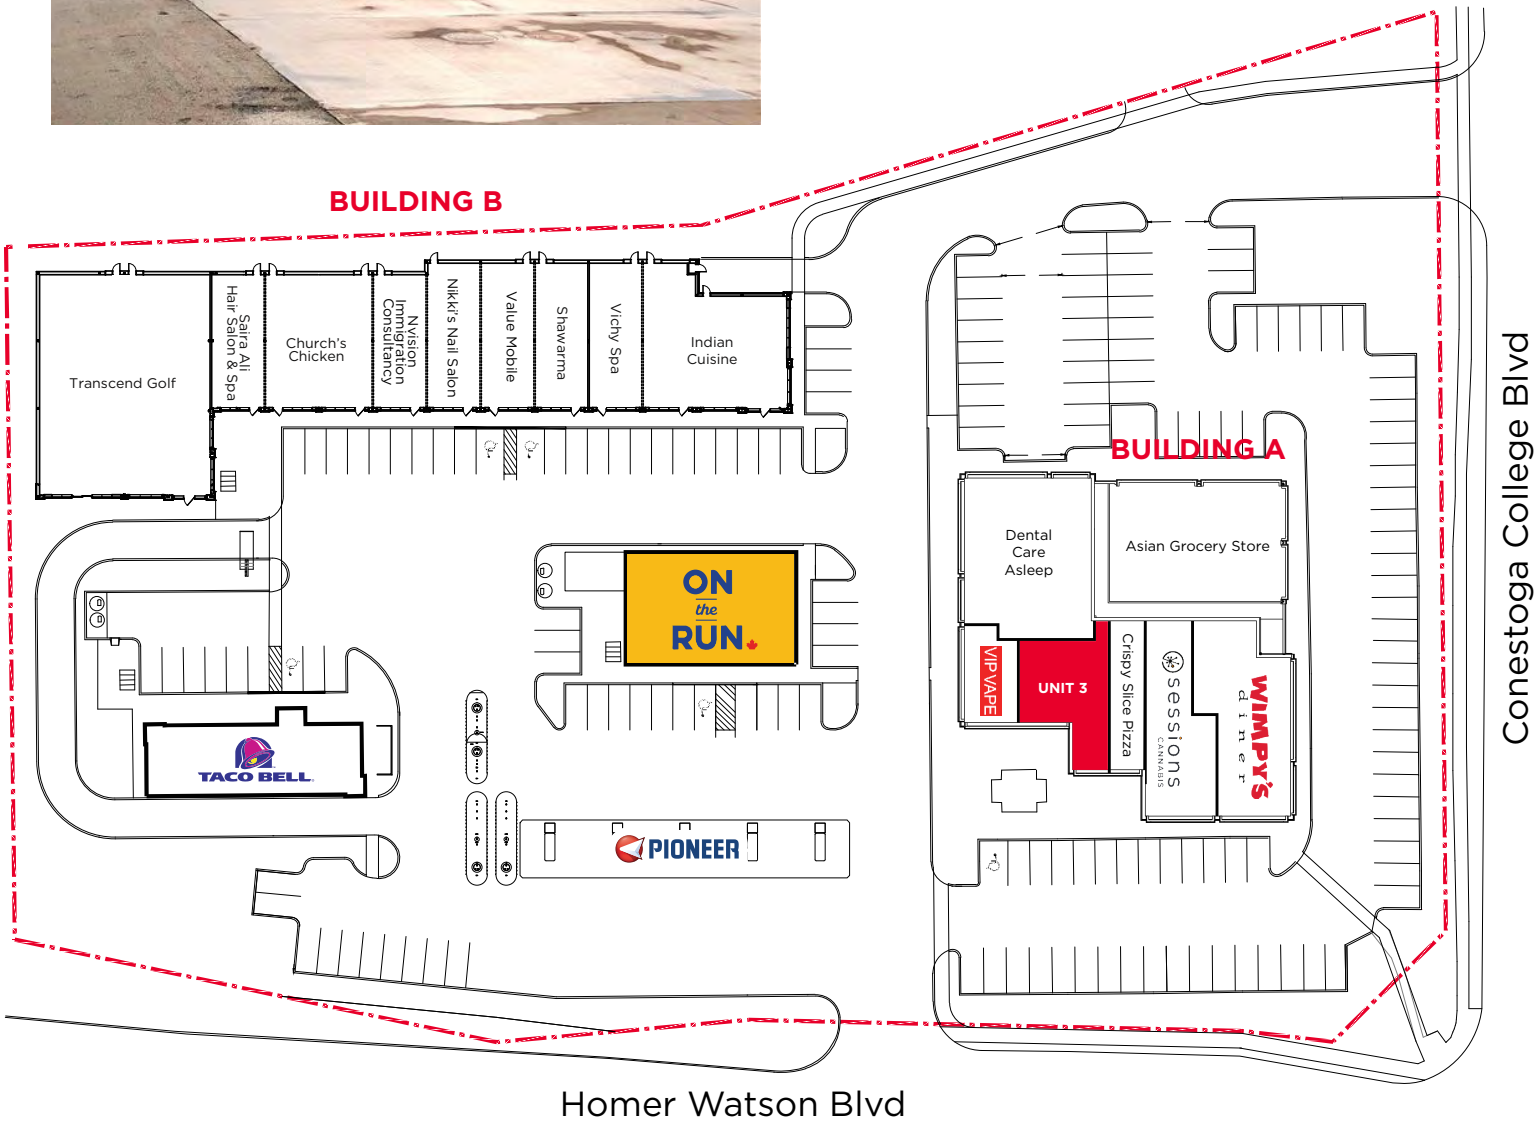 BUILDING B
Saira Ali
Hair Salon & Spa
Church's
Chicken
Nvision
Immigration
Consultancy
Nikki's Nail Salon
Value Mobile
Shawarma
Vichy Spa
Indian
Cuisine
Transcend Golf
BUILDING A
Dental
Care
Asleep
Asian Grocery Store
ON
the
RUN
VIP VAPE
UNIT 3
Crispy Slice Pizza
sessions
CANNABIS
WIMPY'S
diner
TACO BELL
PIONEER
Conestoga College Blvd
Homer Watson Blvd